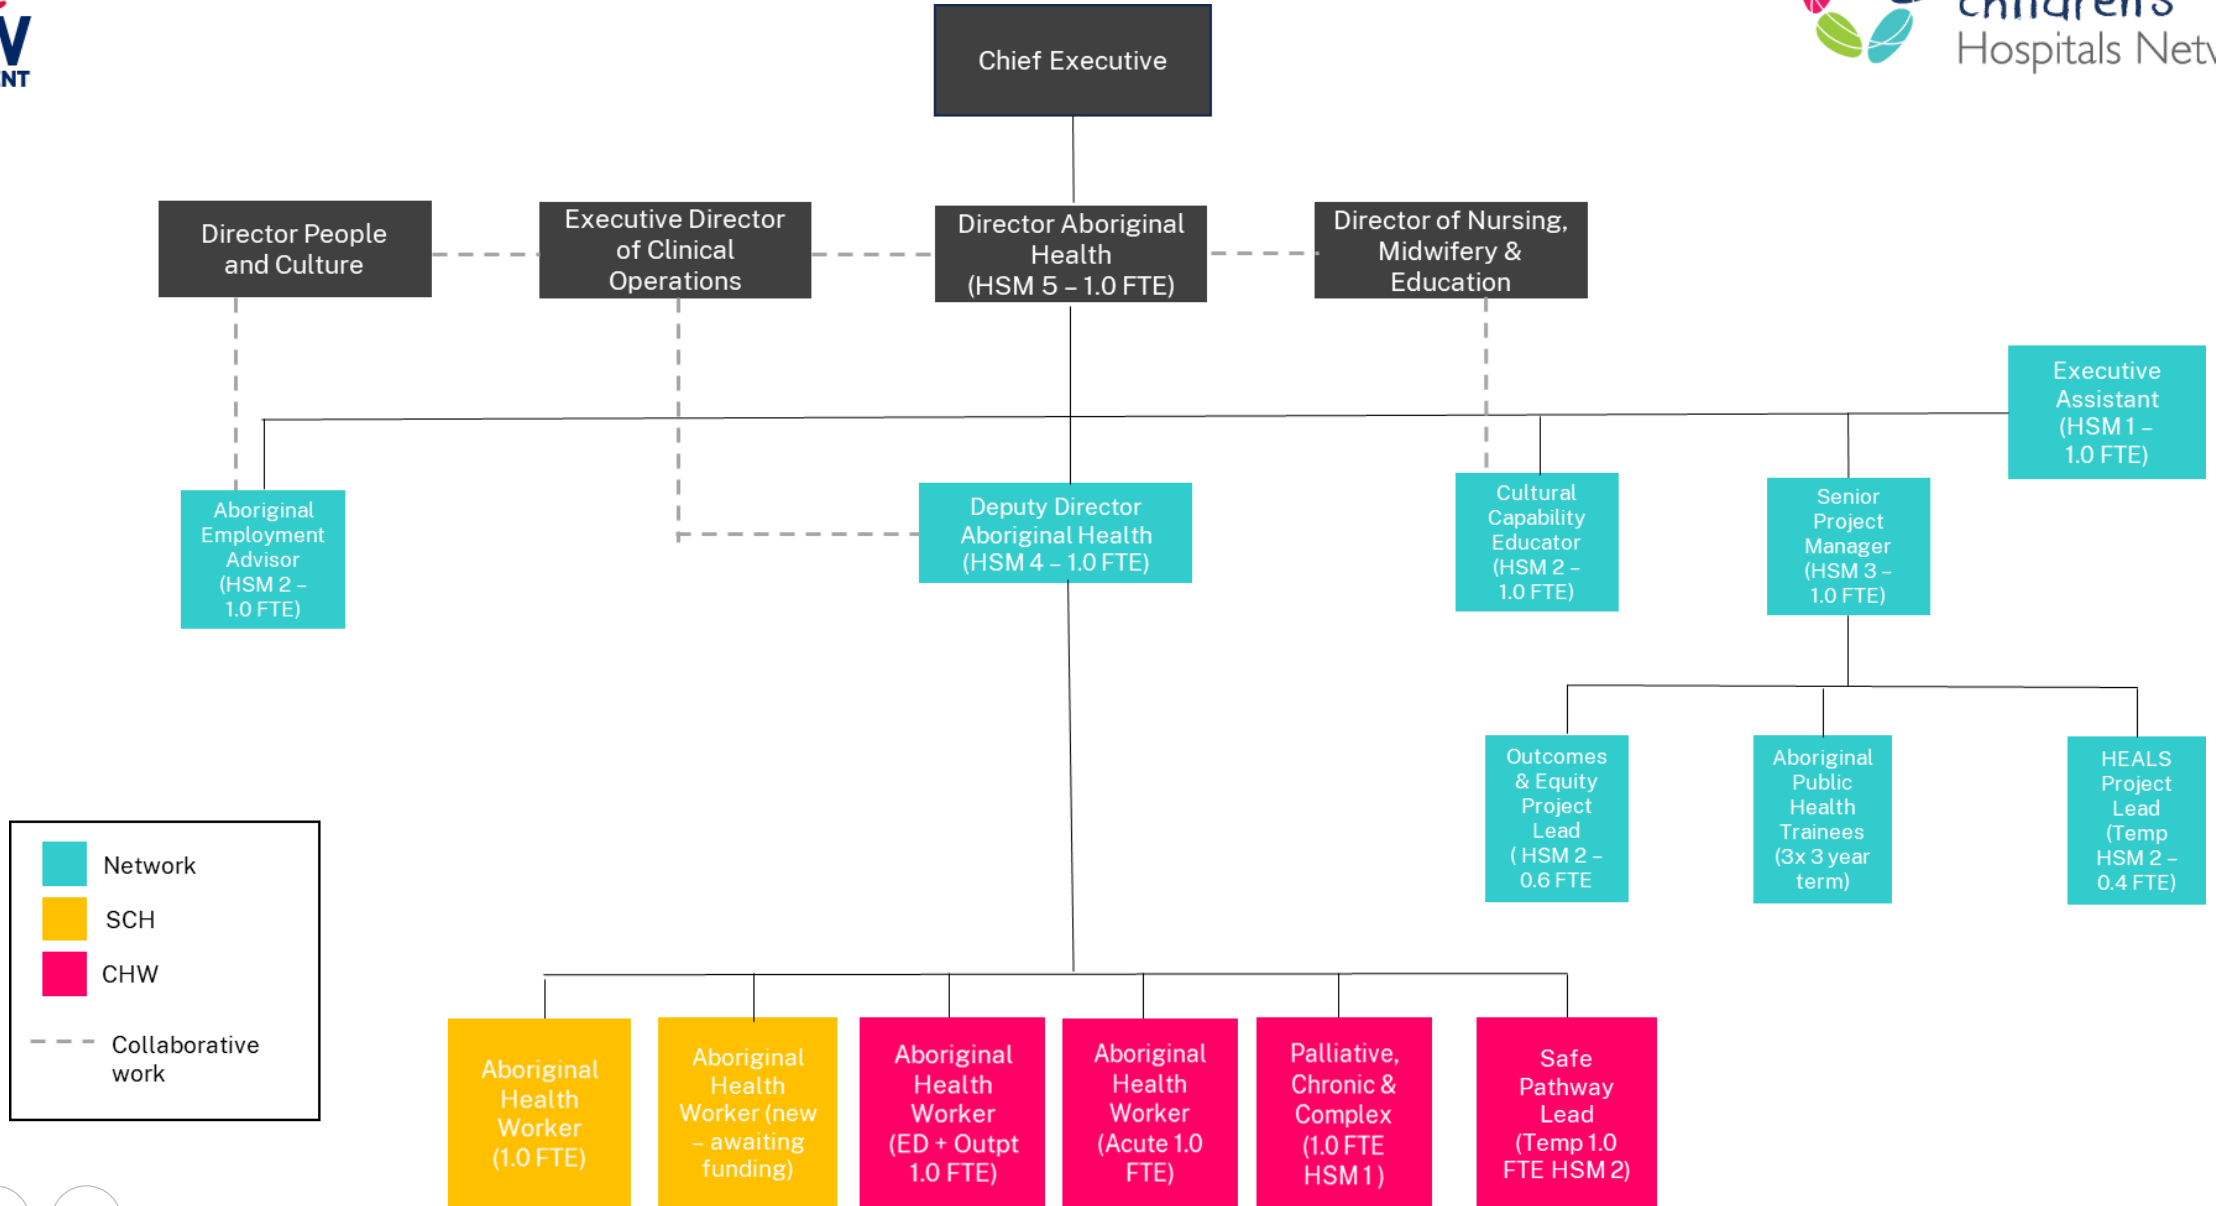 NT
children's
Hospitals Netw
Chief Executive
Director People
and Culture
Executive Director
of Clinical
Operations
Director Aboriginal
Health
(HSM 5 – 1.0 FTE)
Director of Nursing,
Midwifery &
Education
Executive
Assistant
(HSM 1 –
1.0 FTE)
Aboriginal
Employment
Advisor
(HSM 2 –
1.0 FTE)
Deputy Director
Aboriginal Health
(HSM 4 – 1.0 FTE)
Cultural
Capability
Educator
(HSM 2 –
1.0 FTE)
Senior
Project
Manager
(HSM 3 –
1.0 FTE)
Outcomes
& Equity
Project
Lead
( HSM 2 –
0.6 FTE
Aboriginal
Public
Health
Trainees
(3x 3 year
term)
HEALS
Project
Lead
(Temp
HSM 2 –
0.4 FTE)
Network
SCH
CHW
Collaborative
work
Aboriginal
Health
Worker
(1.0 FTE)
Aboriginal
Health
Worker (new
– awaiting
funding)
Aboriginal
Health
Worker
(ED + Outpt
1.0 FTE)
Aboriginal
Health
Worker
(Acute 1.0
FTE)
Palliative,
Chronic &
Complex
(1.0 FTE
HSM 1 )
Safe
Pathway
Lead
(Temp 1.0
FTE HSM 2)